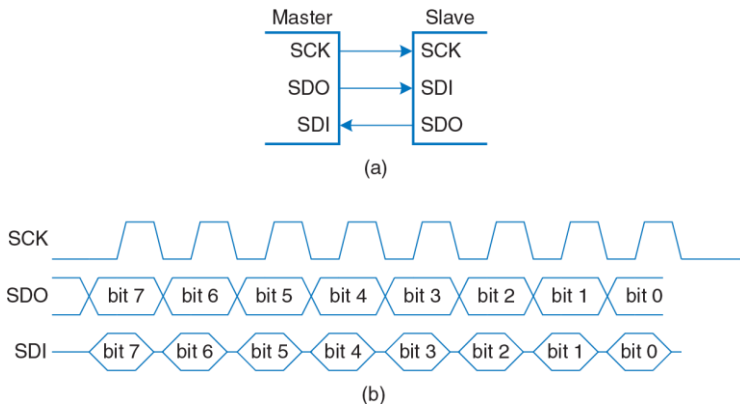 Master Slave
SCK SCK
SDO SDI
SDI SDO
(a)
SCK
SDO bit 7 bit 6 bit 5 bit 4 bit 3 bit 2 bit 1 bit 0
SDI bit 7 bit 6 bit 5 bit 4 bit 3 bit 2 bit 1 bit 0
(b)